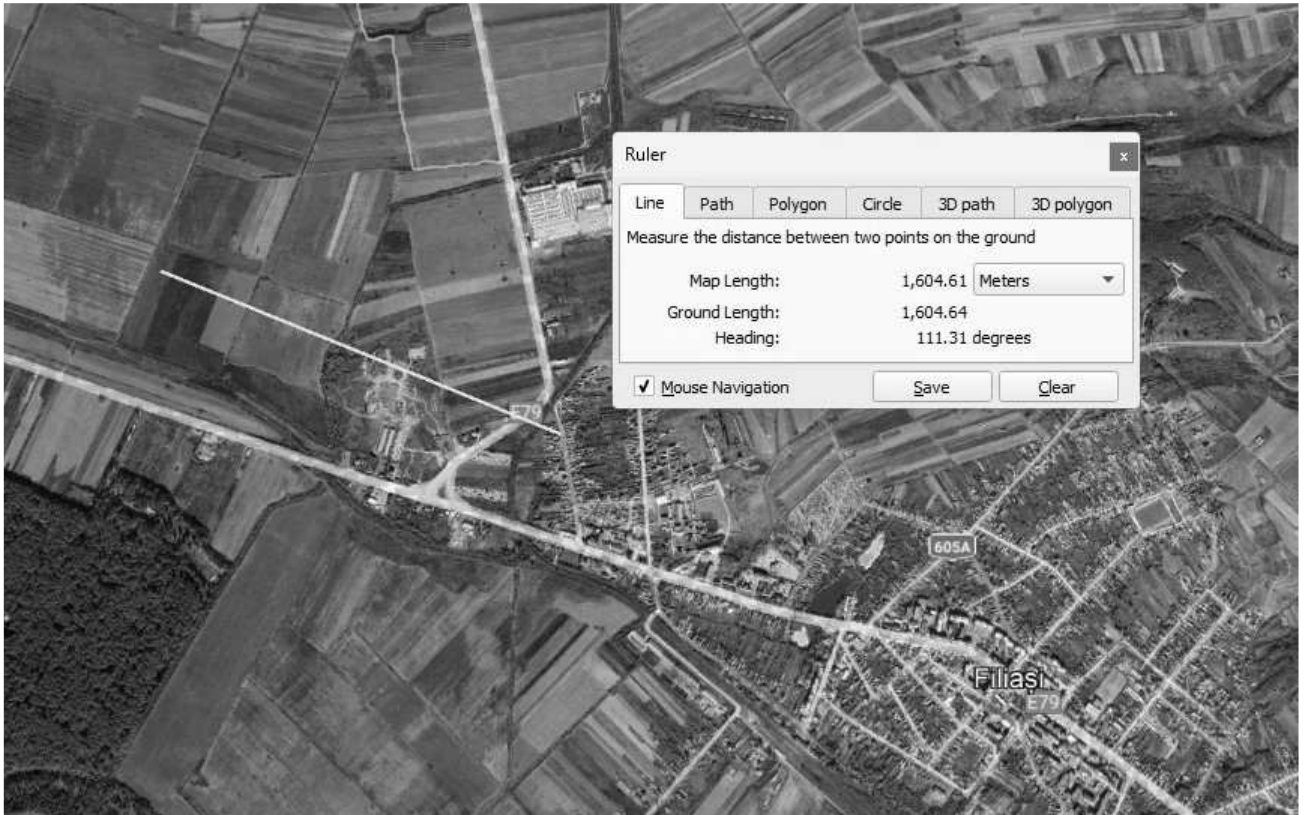 Ruler
x
Line Path Polygon Circle 3D path 3D polygon
Measure the distance between two points on the ground
Map Length: 1,604.61 Meters
Ground Length: 1,604.64
Heading: 111.31 degrees
Mouse Navigation Save Clear
E79
605A
Filiași
E79